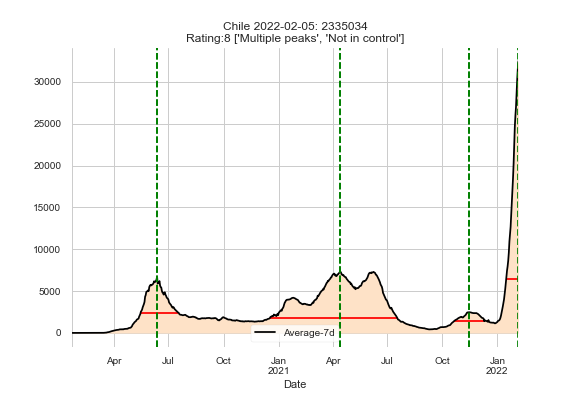 Chile 2022-02-05: 2335034
Rating:8 ['Multiple peaks', 'Not in control']
30000
25000
20000
15000
10000
5000
0
Average-7d
Apr Jul Oct Jan Apr Jul Oct Jan
2021 2022
Date